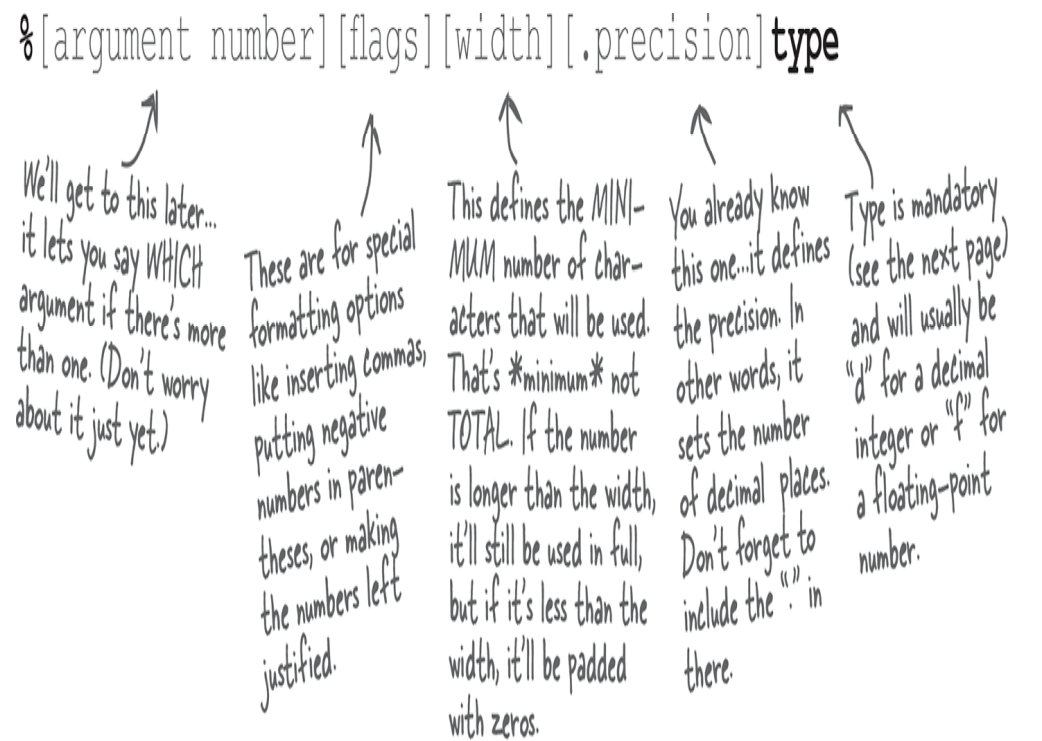 %[argument number][flags][width][.precision]type
We'll get to this later...
it lets you say WHICH
argument if there's more
than one. (Don't worry
about it just yet.)
These are for special
formatting options
like inserting commas,
putting negative
numbers in paren-
theses, or making
the numbers left
justified.
This defines the MINI-
MUM number of char-
acters that will be used.
That's *minimum* not
TOTAL. If the number
is longer than the width,
it'll still be used in full,
but if it's less than the
width, it'll be padded
with zeros.
You already know
this one...it defines
the precision. In
other words, it
sets the number
of decimal places.
Don't forget to
include the "." in
there.
Type is mandatory
(see the next page)
and will usually be
"d" for a decimal
integer or "f" for
a floating-point
number.